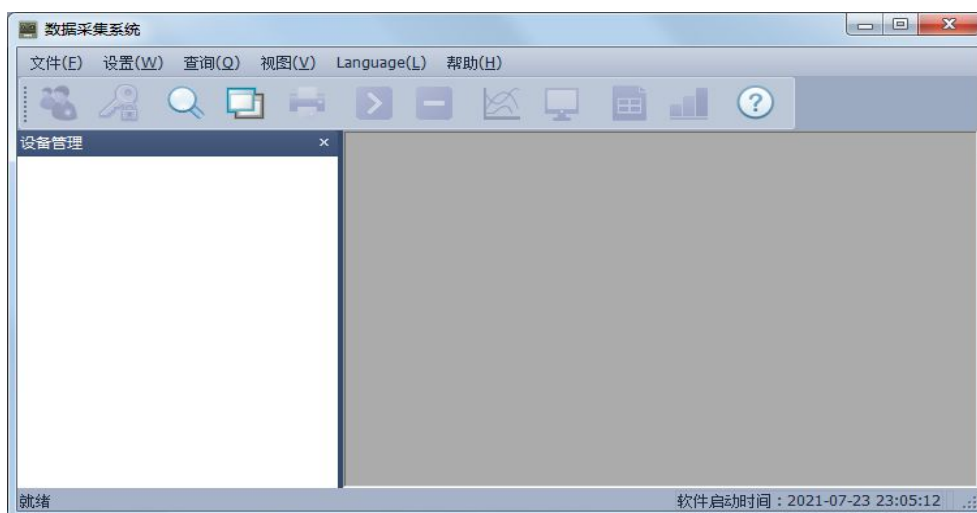 数据采集系统
文件(F) 设置(W) 查询(Q) 视图(V) Language(L) 帮助(H)
设备管理
就绪 软件启动时间：2021-07-23 23:05:12